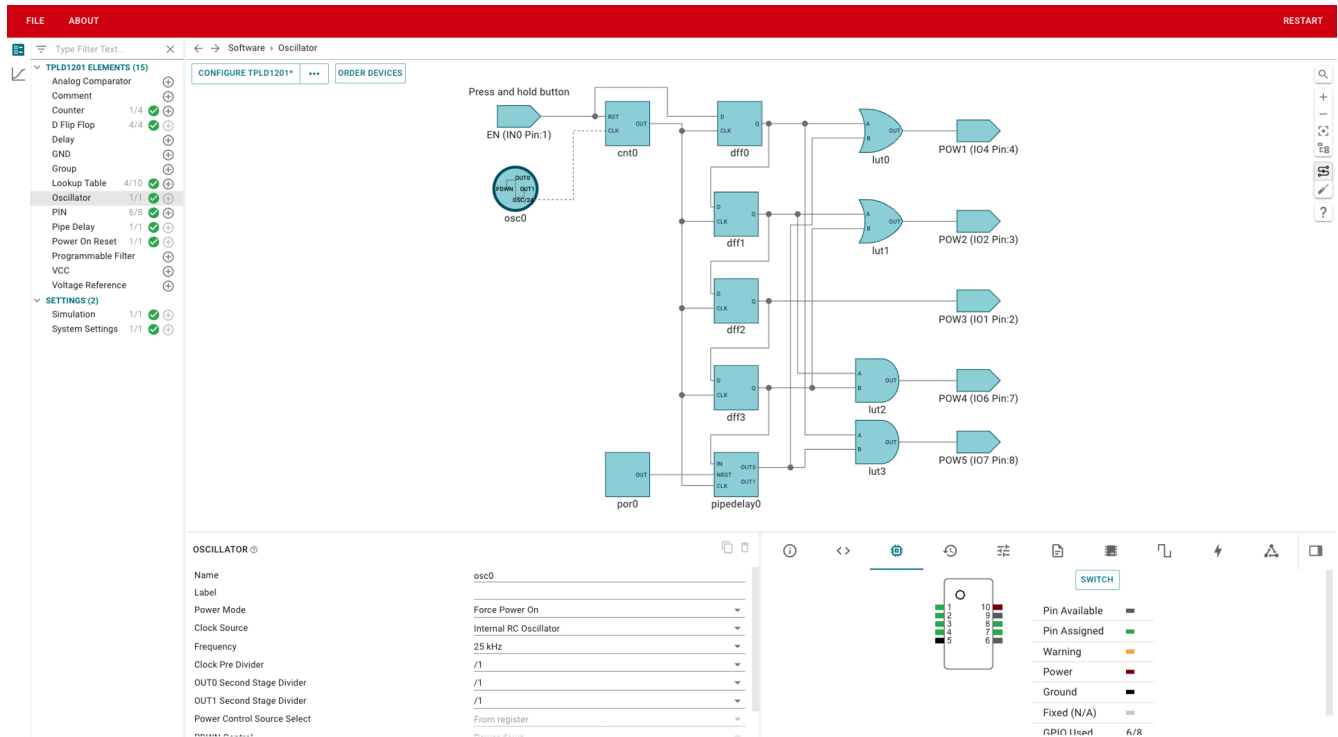 FILE ABOUT RESTART
Type Filter Text...
Software › Oscillator
TPLD1201 ELEMENTS (15)
Analog Comparator
Comment
Counter 1/4
D Flip Flop 4/4
Delay
GND
Group
Lookup Table 4/10
Oscillator 1/1
PIN 6/8
Pipe Delay 1/1
Power On Reset 1/1
Programmable Filter
VCC
Voltage Reference
SETTINGS (2)
Simulation 1/1
System Settings 1/1
CONFIGURE TPLD1201* ••• ORDER DEVICES
Press and hold button
EN (IN0 Pin:1)
RST
OUT
CLK
cnt0
OUT0
PDWN OUT1
OSC/24
osc0
D
Q
CLK
dff0
D
Q
CLK
dff1
D
Q
CLK
dff2
D
Q
CLK
dff3
OUT
por0
IN
OUT0
NRST
OUT1
CLK
pipedelay0
A
OUT
B
lut0
POW1 (IO4 Pin:4)
A
OUT
B
lut1
POW2 (IO2 Pin:3)
POW3 (IO1 Pin:2)
A
OUT
B
lut2
POW4 (IO6 Pin:7)
A
OUT
B
lut3
POW5 (IO7 Pin:8)
?
OSCILLATOR
Name osc0
Label
Power Mode Force Power On
Clock Source Internal RC Oscillator
Frequency 25 kHz
Clock Pre Divider /1
OUT0 Second Stage Divider /1
OUT1 Second Stage Divider /1
Power Control Source Select From register
PDWN Control Power down
SWITCH
1 10
2 9
3 8
4 7
5 6
Pin Available
Pin Assigned
Warning
Power
Ground
Fixed (N/A)
GPIO Used 6/8